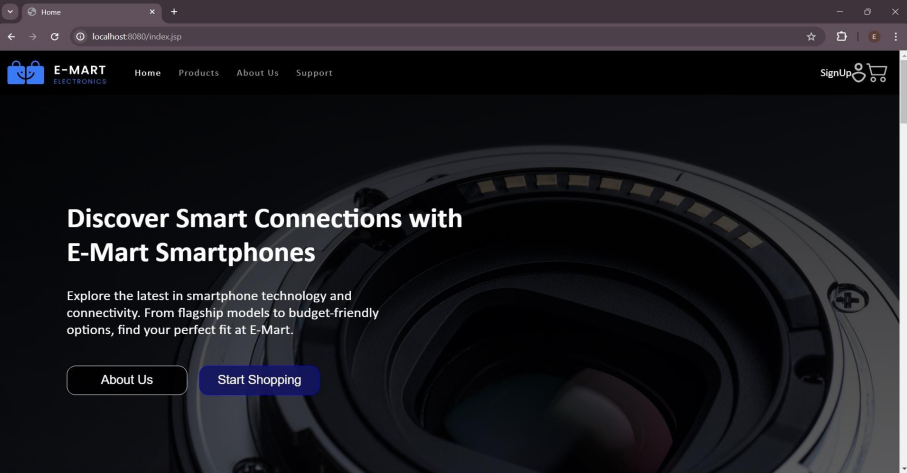 Home
localhost:8080/index.jsp
E
E-MART
ELECTRONICS
Home Products About Us Support
SignUp
Discover Smart Connections with
E-Mart Smartphones
Explore the latest in smartphone technology and
connectivity. From flagship models to budget-friendly
options, find your perfect fit at E-Mart.
About Us Start Shopping